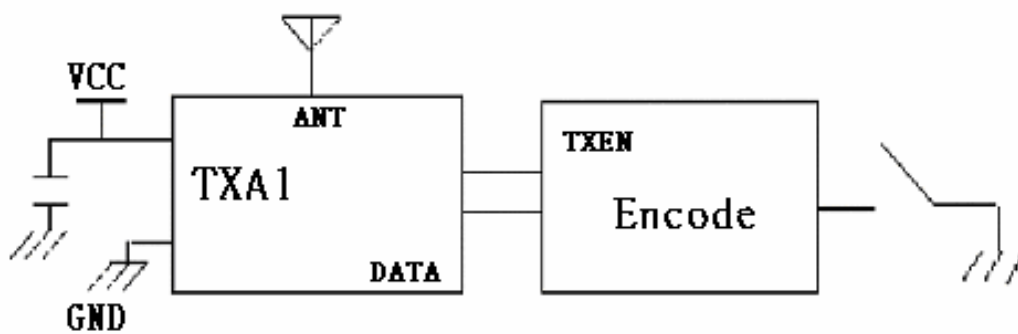 VCC
ANT
TXA1
TXEN
Encode
DATA
GND